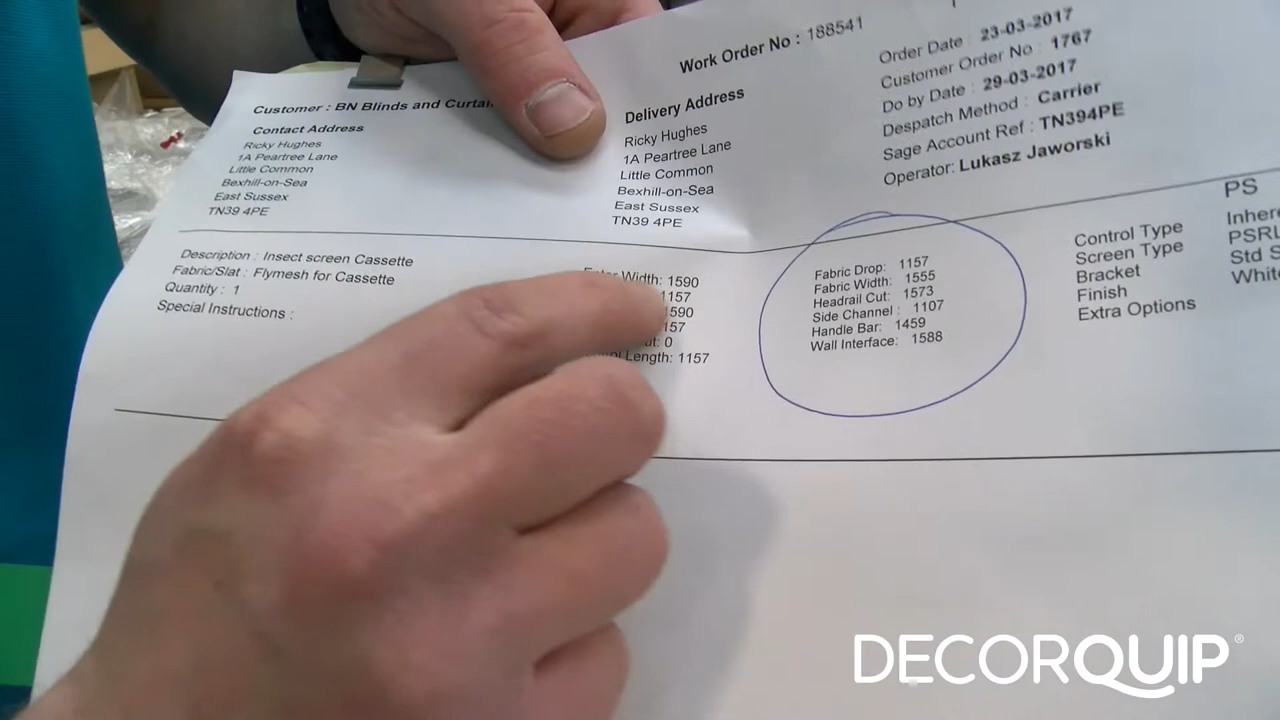 Work Order No : 188541
Order Date : 23-03-2017
Customer Order No : 1767
Do by Date : 29-03-2017
Despatch Method : Carrier
Sage Account Ref : TN394PE
Operator: Lukasz Jaworski
Customer : BN Blinds and
Contact Address
Ricky Hughes
1A Peartree Lane
Little Common
Bexhill-on-Sea
East Sussex
TN39 4PE
Delivery Address
Ricky Hughes
1A Peartree Lane
Little Common
Bexhill-on-Sea
East Sussex
TN39 4PE
Description : Insect screen Cassette
Fabric/Slat : Flymesh for Cassette
Quantity : 1
Special Instructions :
Width: 1590
1157
590
157
0
Length: 1157
Fabric Drop: 1157
Fabric Width: 1555
Headrail Cut: 1573
Side Channel : 1107
Handle Bar: 1459
Wall Interface: 1588
PS
Control Type
Screen Type PSRL
Bracket Std S
Finish
Extra Options
DECORQUIP®